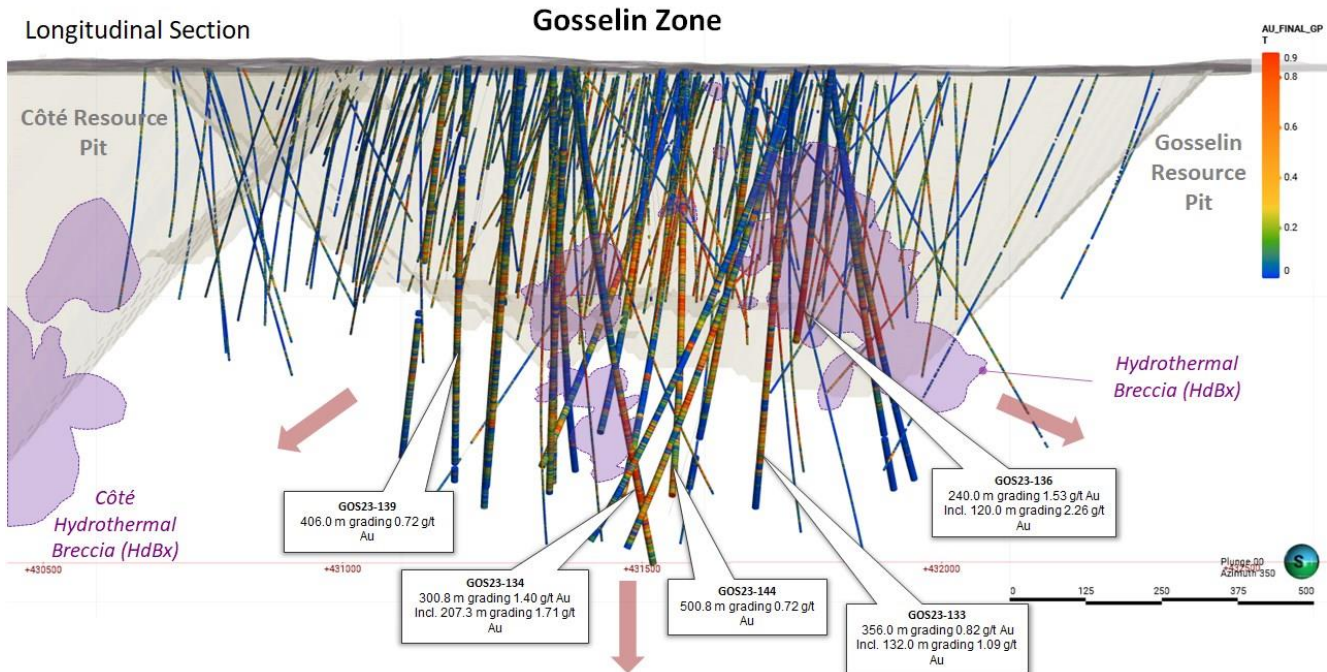 Gosselin Zone
Longitudinal Section
AU_FINAL_GP
T
0.9
0.8
0.6
0.4
0.2
0
Côté Resource
Pit
Gosselin
Resource
Pit
Hydrothermal
Breccia (HdBx)
Côté
Hydrothermal
Breccia (HdBx)
GOS23-139
406.0 m grading 0.72 g/t
Au
GOS23-136
240.0 m grading 1.53 g/t Au
Incl. 120.0 m grading 2.26 g/t
Au
+430500
+431000
+431500
+432000
+432500
Plunge 00
Azimuth 350
S
0
125
250
375
500
GOS23-134
300.8 m grading 1.40 g/t Au
Incl. 207.3 m grading 1.71 g/t
Au
GOS23-144
500.8 m grading 0.72 g/t
Au
GOS23-133
356.0 m grading 0.82 g/t Au
Incl. 132.0 m grading 1.09 g/t
Au